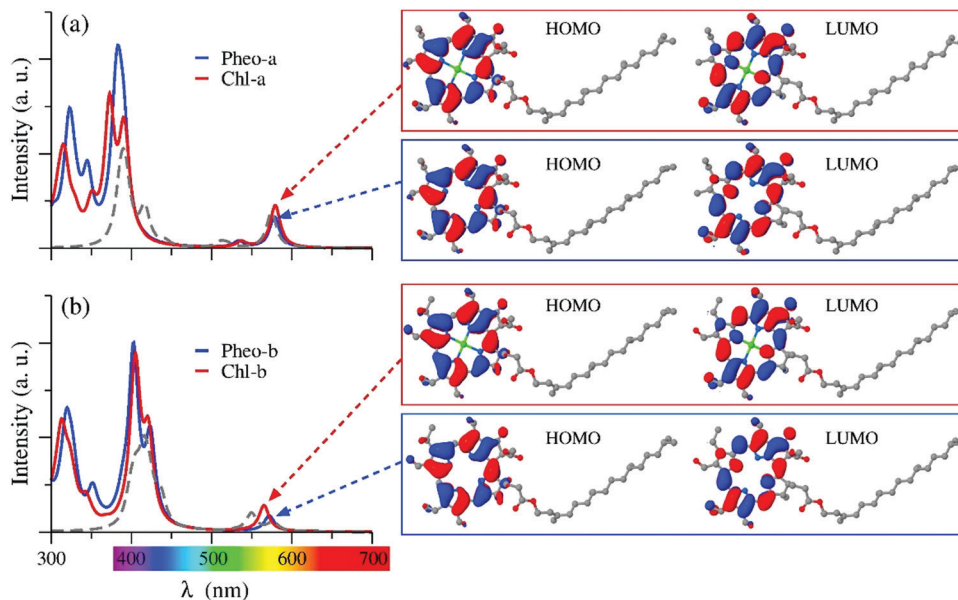 (a)
Pheo-a
Chl-a
Intensity (a. u.)
HOMO
LUMO
HOMO
LUMO
(b)
Pheo-b
Chl-b
Intensity (a. u.)
HOMO
LUMO
HOMO
LUMO
300 400 500 600 700
λ (nm)